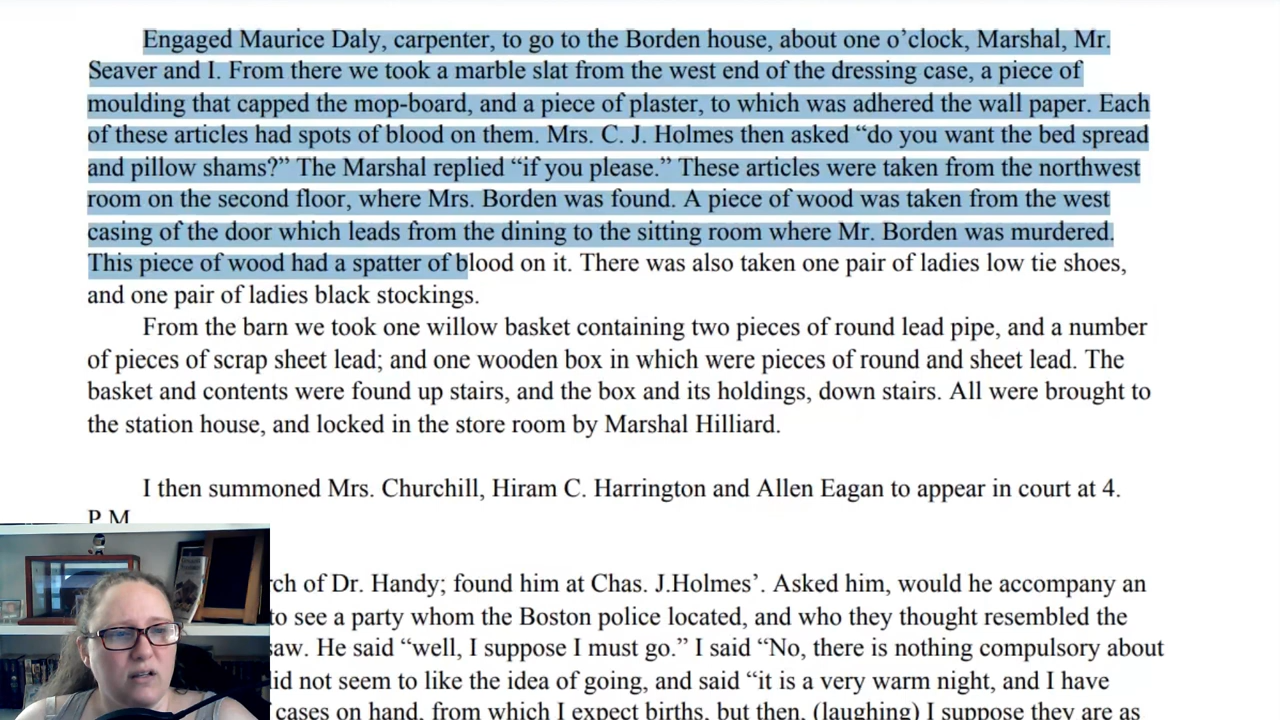 Engaged Maurice Daly, carpenter, to go to the Borden house, about one o’clock, Marshal, Mr.
Seaver and I. From there we took a marble slat from the west end of the dressing case, a piece of
moulding that capped the mop-board, and a piece of plaster, to which was adhered the wall paper. Each
of these articles had spots of blood on them. Mrs. C. J. Holmes then asked “do you want the bed spread
and pillow shams?” The Marshal replied “if you please.” These articles were taken from the northwest
room on the second floor, where Mrs. Borden was found. A piece of wood was taken from the west
casing of the door which leads from the dining to the sitting room where Mr. Borden was murdered.
This piece of wood had a spatter of blood on it. There was also taken one pair of ladies low tie shoes,
and one pair of ladies black stockings.
From the barn we took one willow basket containing two pieces of round lead pipe, and a number
of pieces of scrap sheet lead; and one wooden box in which were pieces of round and sheet lead. The
basket and contents were found up stairs, and the box and its holdings, down stairs. All were brought to
the station house, and locked in the store room by Marshal Hilliard.
I then summoned Mrs. Churchill, Hiram C. Harrington and Allen Eagan to appear in court at 4.
P.M.
rch of Dr. Handy; found him at Chas. J.Holmes’. Asked him, would he accompany an
to see a party whom the Boston police located, and who they thought resembled the
saw. He said “well, I suppose I must go.” I said “No, there is nothing compulsory about
id not seem to like the idea of going, and said “it is a very warm night, and I have
cases on hand, from which I expect births, but then, (laughing) I suppose they are as